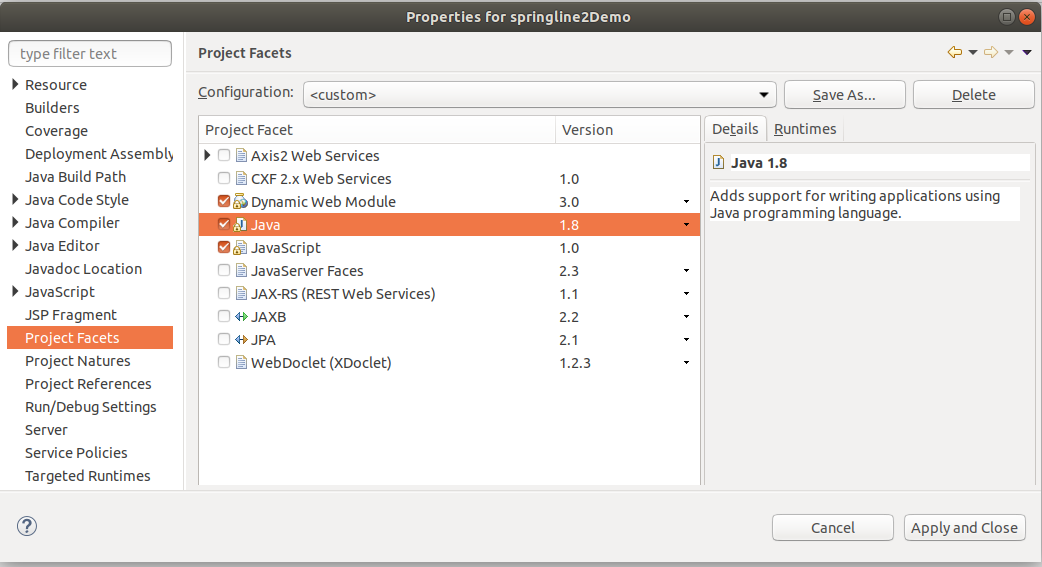 Properties for springline2Demo
type filter text
Resource
Builders
Coverage
Deployment Assembly
Java Build Path
Java Code Style
Java Compiler
Java Editor
Javadoc Location
JavaScript
JSP Fragment
Project Facets
Project Natures
Project References
Run/Debug Settings
Server
Service Policies
Targeted Runtimes
Project Facets
Configuration: <custom> Save As... Delete
Project Facet Version
Axis2 Web Services
CXF 2.x Web Services 1.0
Dynamic Web Module 3.0
Java 1.8
JavaScript 1.0
JavaServer Faces 2.3
JAX-RS (REST Web Services) 1.1
JAXB 2.2
JPA 2.1
WebDoclet (XDoclet) 1.2.3
Details Runtimes
Java 1.8
Adds support for writing applications using
Java programming language.
Cancel Apply and Close